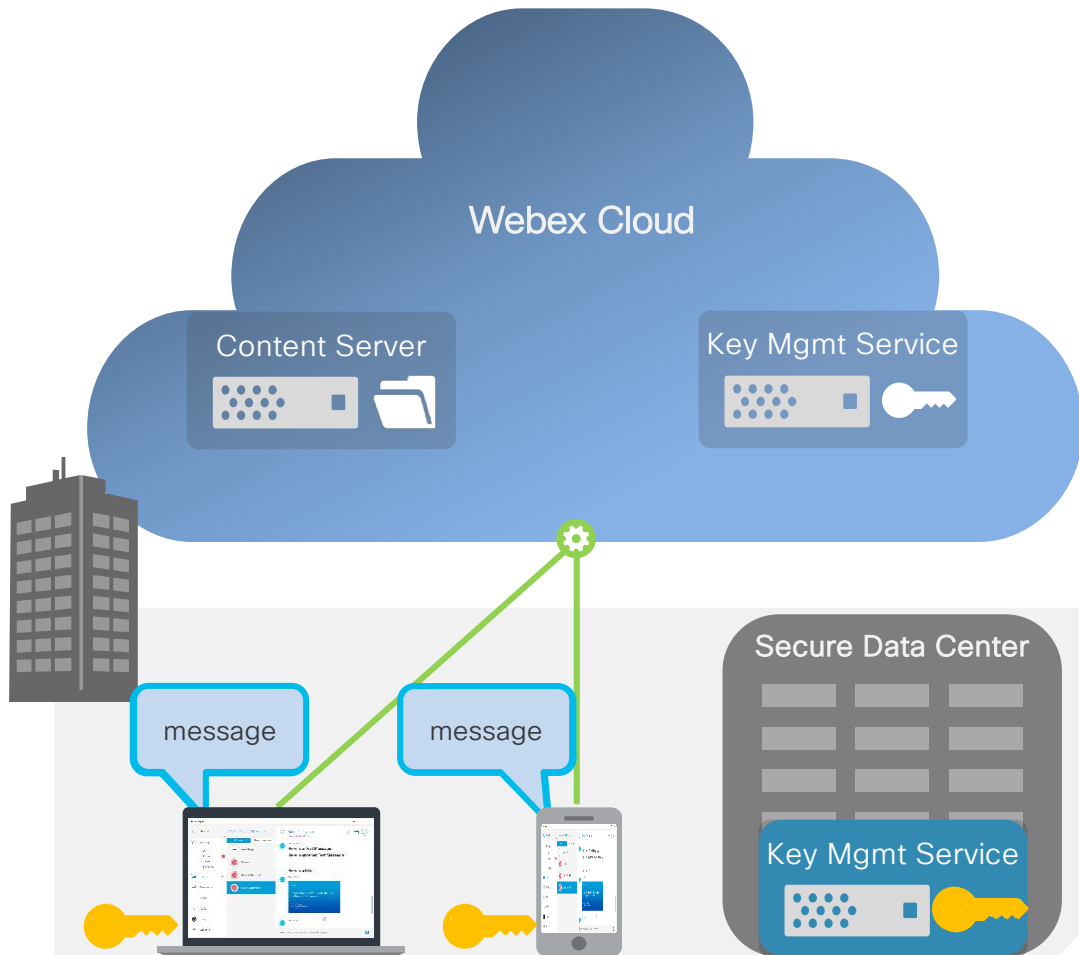 Webex Cloud
Content Server
Key Mgmt Service
Secure Data Center
message
message
Key Mgmt Service